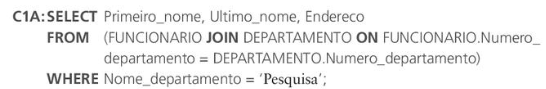 C1A: SELECT Primeiro_nome, Ultimo_nome, Endereco
FROM (FUNCIONARIO JOIN DEPARTAMENTO ON FUNCIONARIO.Numero_
departamento = DEPARTAMENTO.Numero_departamento)
WHERE Nome_departamento = ‘Pesquisa’;